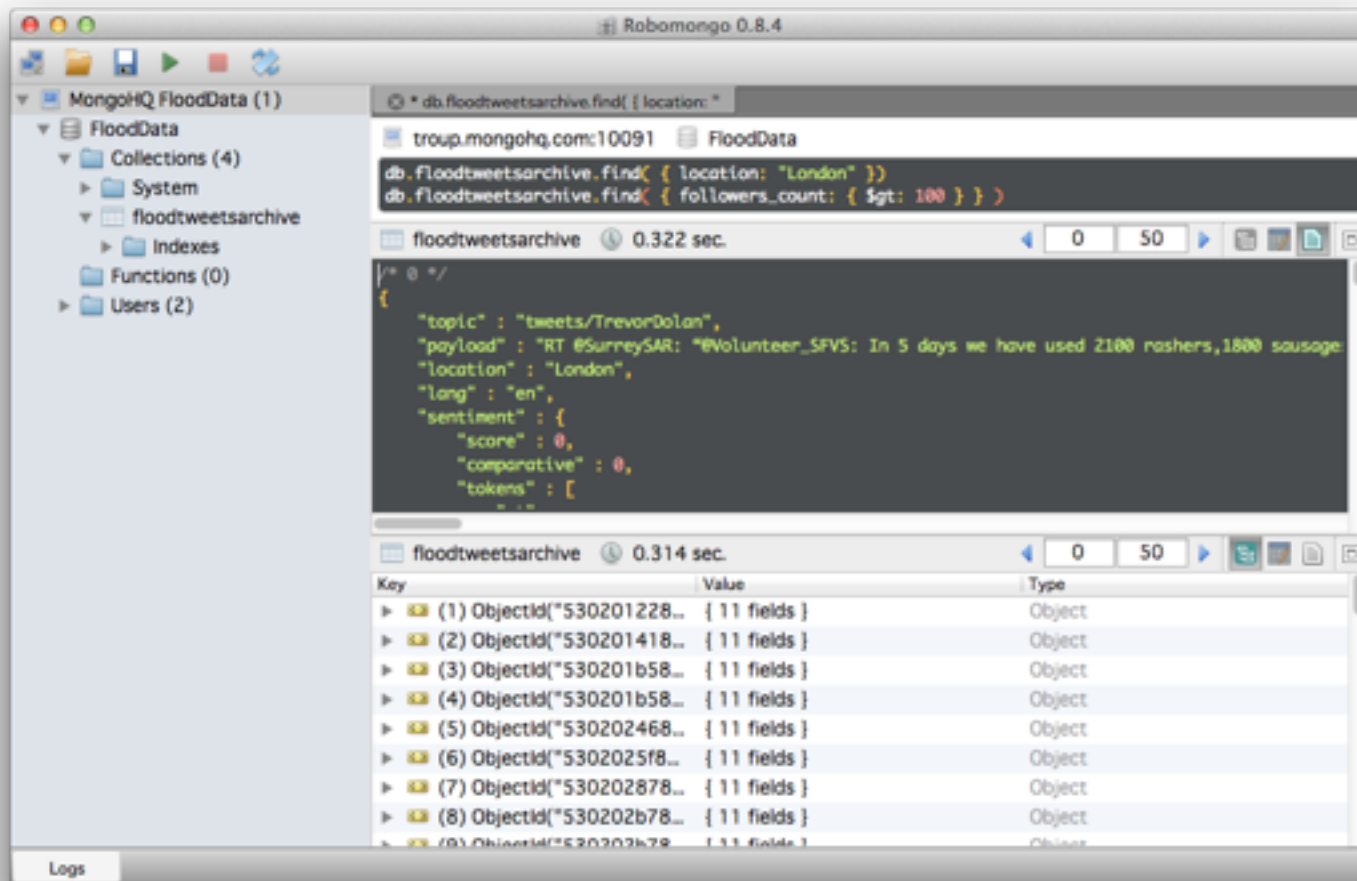 Robomongo 0.8.4
MongoHQ FloodData (1)
FloodData
Collections (4)
System
floodtweetsarchive
Indexes
Functions (0)
Users (2)
* db.floodtweetsarchive.find( { location: "
troup.mongohq.com:10091 FloodData
db.floodtweetsarchive.find( { location: "London" })
db.floodtweetsarchive.find( { followers_count: { $gt: 100 } } )
floodtweetsarchive 0.322 sec. 0 50
/* 0 */
{
"topic" : "tweets/TrevorDolan",
"payload" : "RT @SurreySAR: "@Volunteer_SFVS: In 5 days we have used 2100 rashers,1800 sausage
"location" : "London",
"lang" : "en",
"sentiment" : {
"score" : 0,
"comparative" : 0,
"tokens" : [
floodtweetsarchive 0.314 sec. 0 50
Key Value Type
(1) ObjectId("530201228... { 11 fields } Object
(2) ObjectId("530201418... { 11 fields } Object
(3) ObjectId("530201b58... { 11 fields } Object
(4) ObjectId("530201b58... { 11 fields } Object
(5) ObjectId("530202468... { 11 fields } Object
(6) ObjectId("5302025f8... { 11 fields } Object
(7) ObjectId("530202878... { 11 fields } Object
(8) ObjectId("530202b78... { 11 fields } Object
(9) ObjectId("530202b78... { 11 fields } Object
Logs